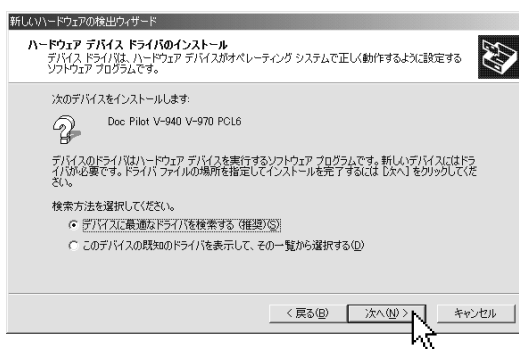 新しいハードウェアの検出ウィザード
ハードウェア デバイス ドライバのインストール
デバイス ドライバは、ハードウェア デバイスがオペレーティング システムで正しく動作するように設定する
ソフトウェア プログラムです。
次のデバイスをインストールします:
Doc Pilot V-940 V-970 PCL6
デバイスのドライバはハードウェア デバイスを実行するソフトウェア プログラムです。新しいデバイスにはドラ
イバが必要です。ドライバ ファイルの場所を指定してインストールを完了するには [次へ] をクリックしてくだ
さい。
検索方法を選択してください。
デバイスに最適なドライバを検索する (推奨)(S)
このデバイスの既知のドライバを表示して、その一覧から選択する(D)
< 戻る(B)
次へ(N) >
キャンセル